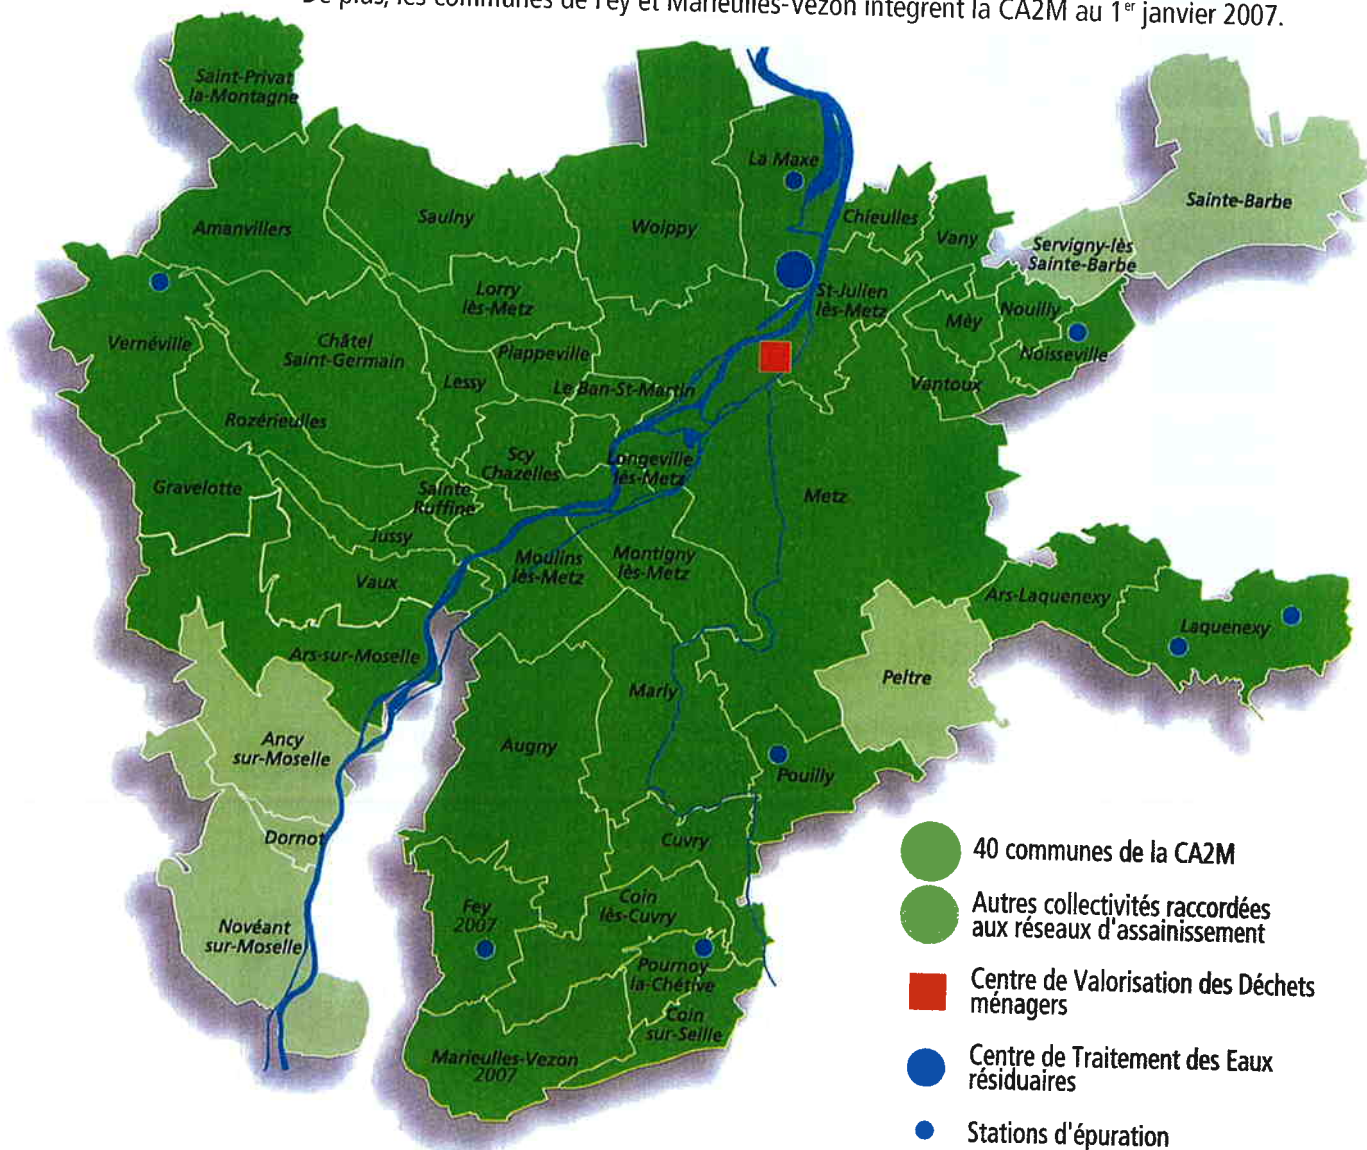 De plus, les communes de Fey et Marieulles-Vezon intègrent la CA2M au 1er janvier 2007.
Saint-Privat
la-Montagne
La Maxe
Sainte-Barbe
Amanvillers
Saulny
Woippy
Chieulles
Vany
Servigny-lès
Sainte-Barbe
Lorry
lès-Metz
St-Julien
lès-Metz
Mèy
Nouilly
Vernéville
Châtel
Saint-Germain
Plappeville
Noisseville
Lessy
Le Ban-St-Martin
Vantoux
Rozérieulles
Scy
Chazelles
Longeville
lès-Metz
Gravelotte
Sainte
Ruffine
Metz
Jussy
Moulins
lès-Metz
Montigny
lès-Metz
Vaux
Ars-Laquenexy
Laquenexy
Ars-sur-Moselle
Marly
Peltre
Ancy
sur-Moselle
Augny
Pouilly
Dornot
Cuvry
Fey
2007
Coin
lès-Cuvry
Novéant
sur-Moselle
Pournoy
la-Chétive
Coin
sur-Seille
Marieulles-Vezon
2007
40 communes de la CA2M
Autres collectivités raccordées
aux réseaux d'assainissement
Centre de Valorisation des Déchets
ménagers
Centre de Traitement des Eaux
résiduaires
Stations d'épuration